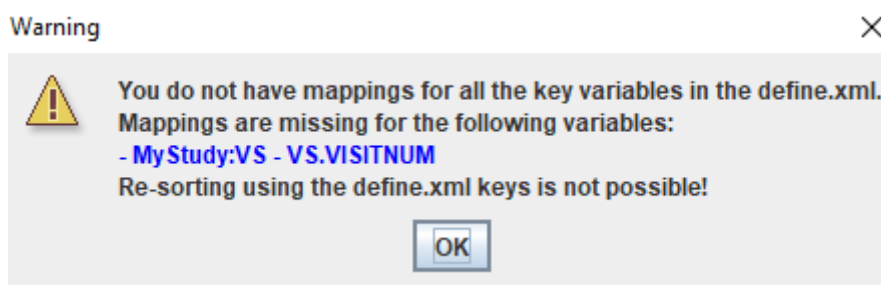 Warning
You do not have mappings for all the key variables in the define.xml.
Mappings are missing for the following variables:
- MyStudy:VS - VS.VISITNUM
Re-sorting using the define.xml keys is not possible!
OK